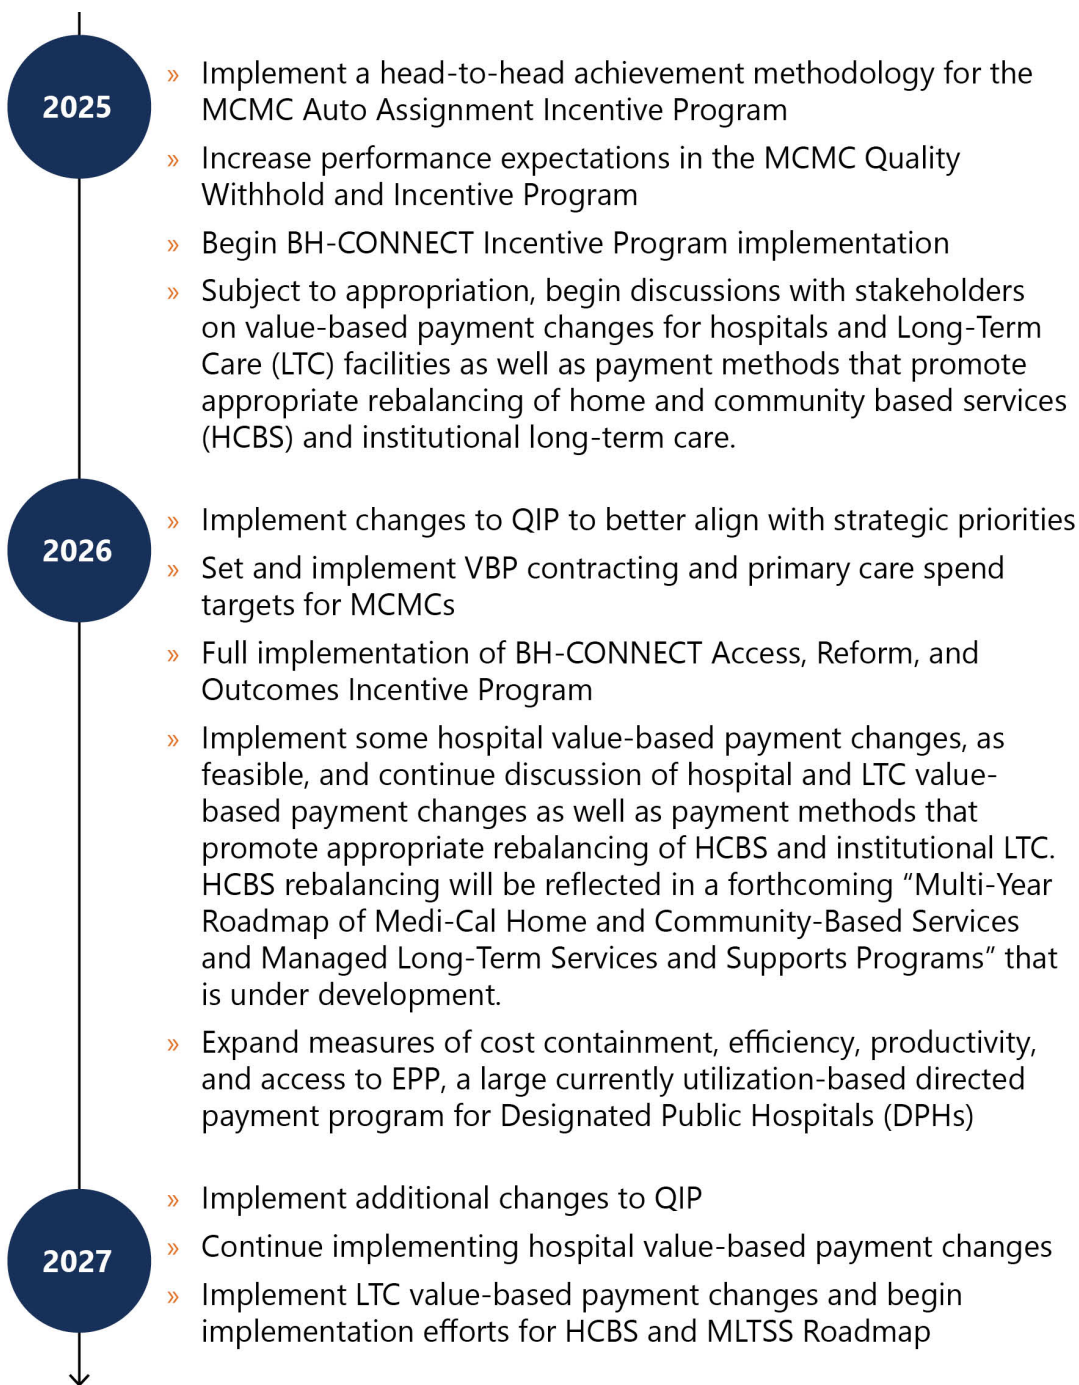 2025
» Implement a head-to-head achievement methodology for the
MCMC Auto Assignment Incentive Program
» Increase performance expectations in the MCMC Quality
Withhold and Incentive Program
» Begin BH-CONNECT Incentive Program implementation
» Subject to appropriation, begin discussions with stakeholders
on value-based payment changes for hospitals and Long-Term
Care (LTC) facilities as well as payment methods that promote
appropriate rebalancing of home and community based services
(HCBS) and institutional long-term care.
2026
» Implement changes to QIP to better align with strategic priorities
» Set and implement VBP contracting and primary care spend
targets for MCMCs
» Full implementation of BH-CONNECT Access, Reform, and
Outcomes Incentive Program
» Implement some hospital value-based payment changes, as
feasible, and continue discussion of hospital and LTC value-
based payment changes as well as payment methods that
promote appropriate rebalancing of HCBS and institutional LTC.
HCBS rebalancing will be reflected in a forthcoming “Multi-Year
Roadmap of Medi-Cal Home and Community-Based Services
and Managed Long-Term Services and Supports Programs” that
is under development.
» Expand measures of cost containment, efficiency, productivity,
and access to EPP, a large currently utilization-based directed
payment program for Designated Public Hospitals (DPHs)
2027
» Implement additional changes to QIP
» Continue implementing hospital value-based payment changes
» Implement LTC value-based payment changes and begin
implementation efforts for HCBS and MLTSS Roadmap